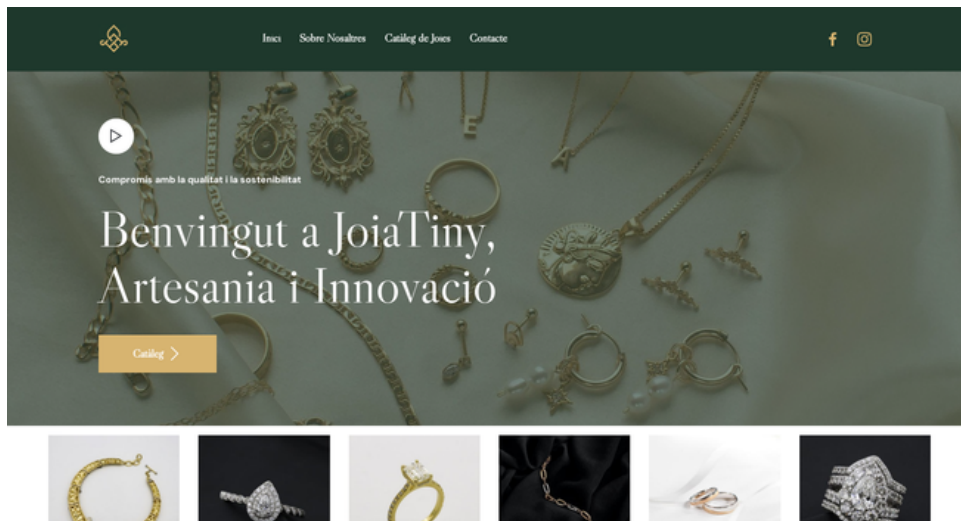 Inici
Sobre Nosaltres
Catàleg de Joies
Contacte
Compromís amb la qualitat i la sostenibilitat
Benvingut a JoiaTiny,
Artesania i Innovació
Catàleg
E
A